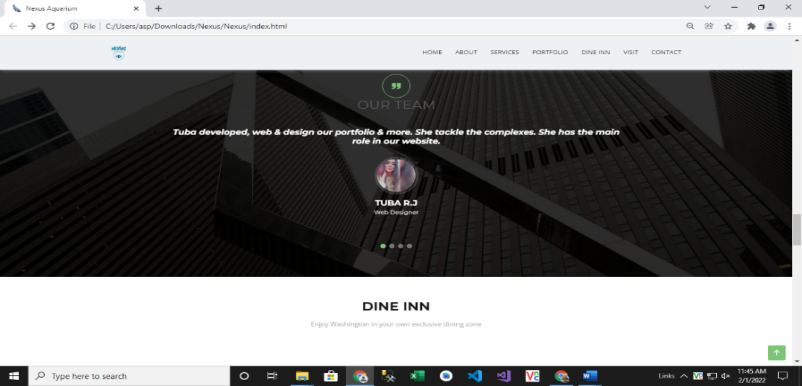 Nexus Aquarium
File
C:/Users/asp/Downloads/Nexus/Nexus/index.html
HOME ABOUT SERVICES PORTFOLIO DINE INN VISIT CONTACT
OUR TEAM
Tuba developed, web & design our portfolio & more. She tackle the complexes. She has the main
role in our website.
TUBA R.J
Web Designer
DINE INN
Enjoy Washington in your own exclusive dining zone
Type here to search
Links
11:45 AM
2/1/2022